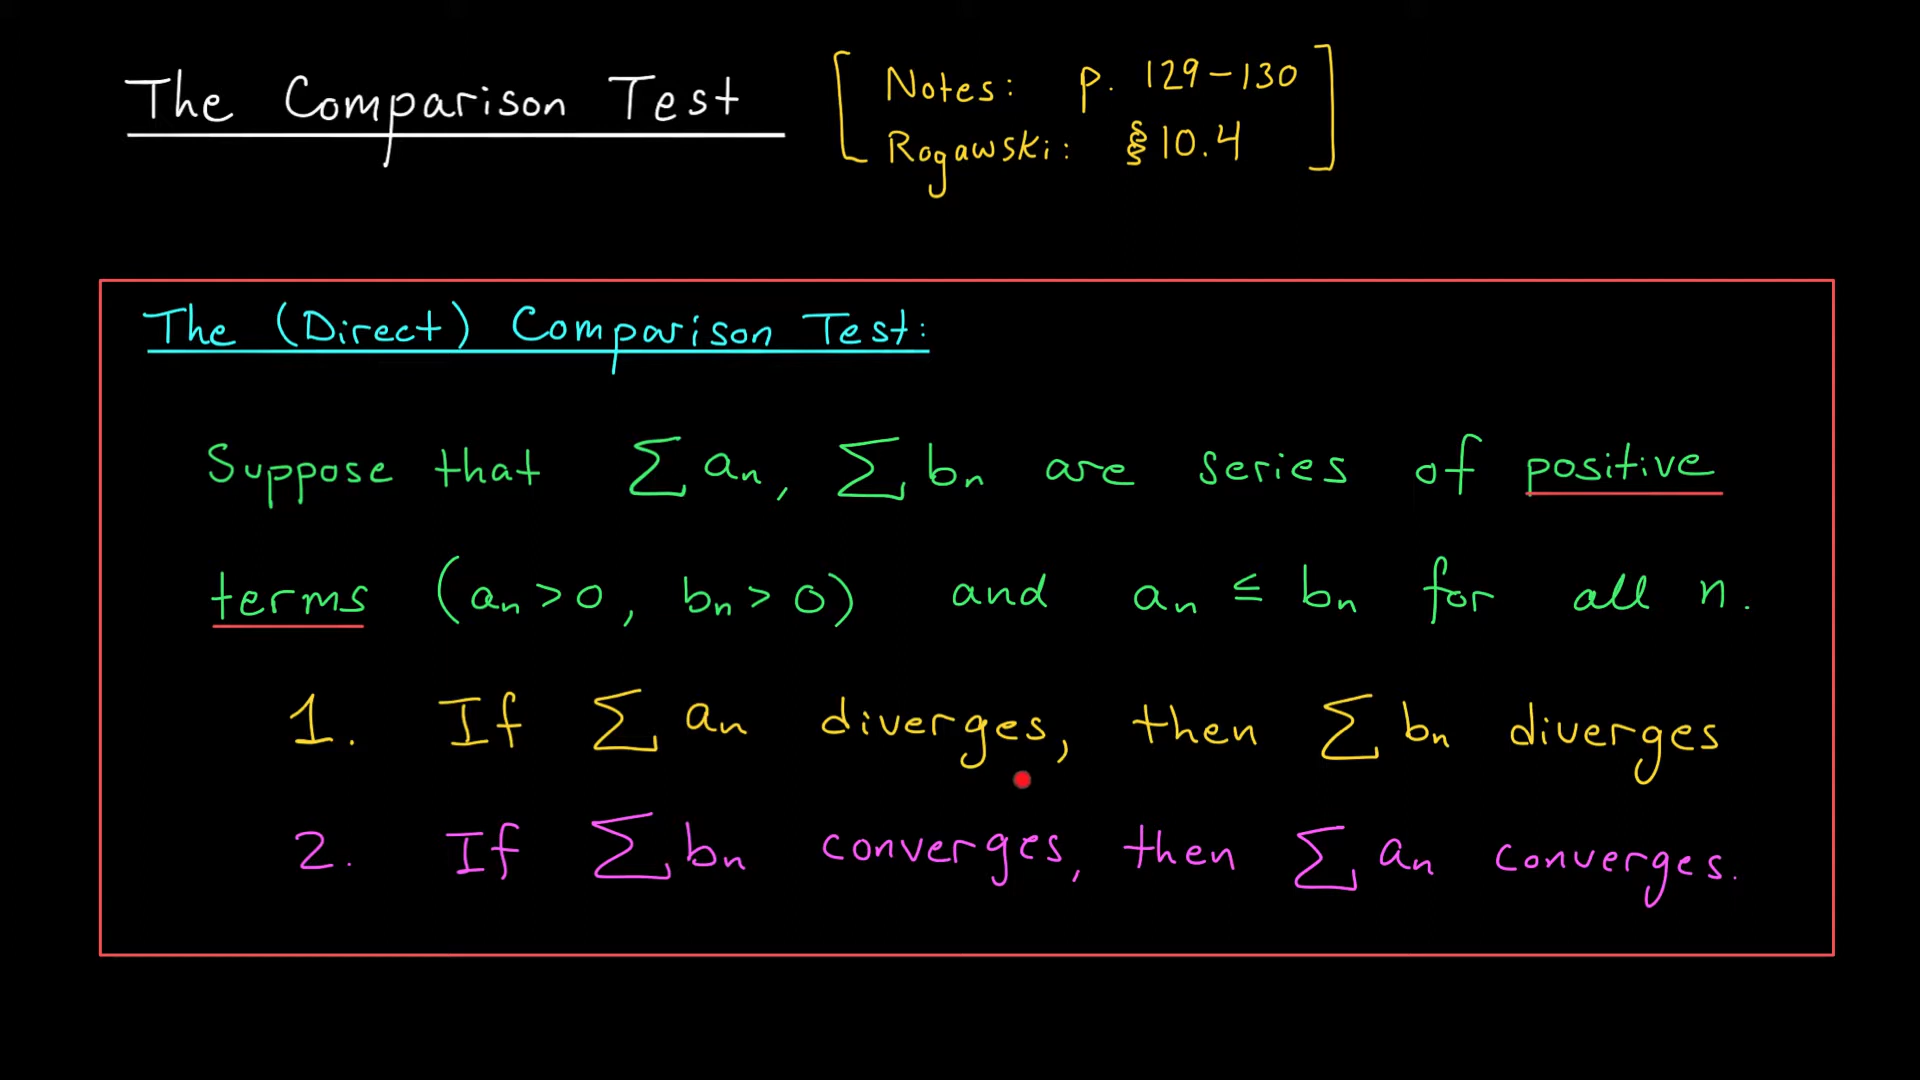 The Comparison Test
[ Notes: p. 129-130
Rogawski: § 10.4 ]
The (Direct) Comparison Test:
Suppose that ∑ aₙ, ∑ bₙ are series of positive
terms (aₙ > 0, bₙ > 0) and aₙ ≤ bₙ for all n.
1. If ∑ aₙ diverges, then ∑ bₙ diverges
2. If ∑ bₙ converges, then ∑ aₙ converges.